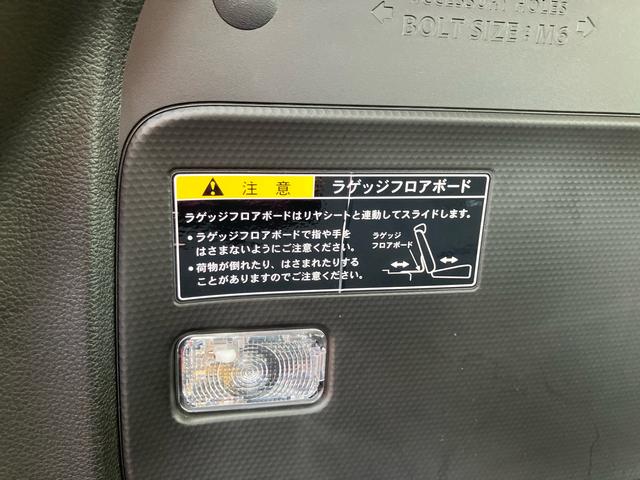 ACCESSORY HOLES
BOLT SIZE : M6
注意 ラゲッジフロアボード
ラゲッジフロアボードはリヤシートと連動してスライドします。
•ラゲッジフロアボードで指や手を
はさまないようにご注意ください。
•荷物が倒れたり、はさまれたりする
ことがありますのでご注意ください。
ラゲッジ
フロアボード